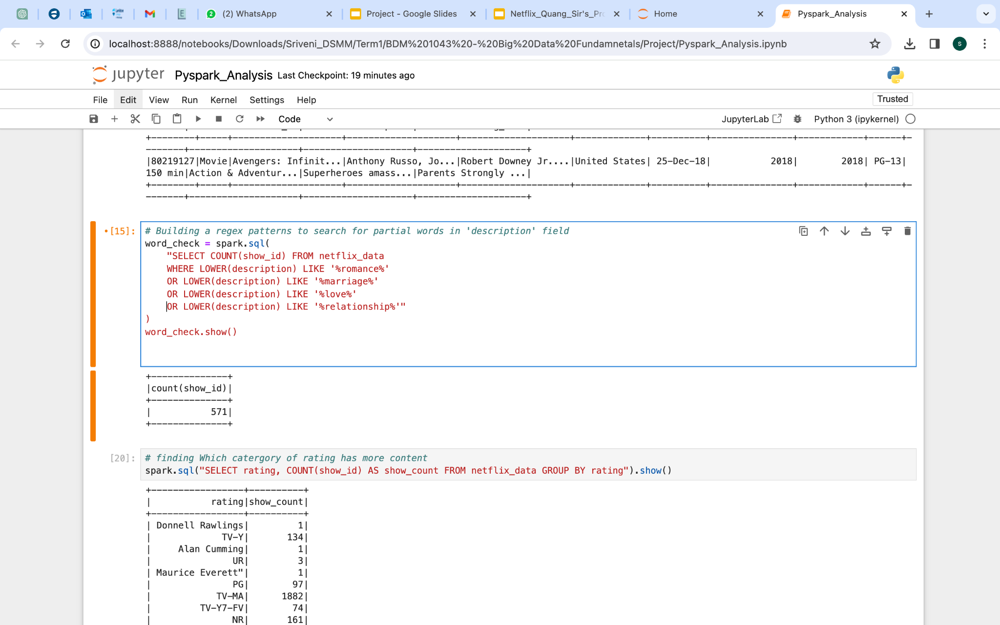 (2) WhatsApp
Project - Google Slides
Netflix_Quang_Sir's_Pr
Home
Pyspark_Analysis
localhost:8888/notebooks/Downloads/Sriveni_DSMM/Term1/BDM%201043%20-%20Big%20Data%20Fundamnetals/Project/Pyspark_Analysis.ipynb
S
jupyter Pyspark_Analysis Last Checkpoint: 19 minutes ago
File Edit View Run Kernel Settings Help
Trusted
Code
JupyterLab
Python 3 (ipykernel)
+--------+-----+--------------------+--------------------+--------------------+-------------+----------+---------------+------------+------+-
-------+--------------------+--------------------+--------------------+
|80219127|Movie|Avengers: Infinit...|Anthony Russo, Jo...|Robert Downey Jr....|United States| 25-Dec-18|           2018|        2018| PG-13|
150 min|Action & Adventur...|Superheroes amass...|Parents Strongly ...|
+--------+-----+--------------------+--------------------+--------------------+-------------+----------+---------------+------------+------+-
-------+--------------------+--------------------+--------------------+
•[15]:
# Building a regex patterns to search for partial words in 'description' field
word_check = spark.sql(
    "SELECT COUNT(show_id) FROM netflix_data
    WHERE LOWER(description) LIKE '%romance%'
    OR LOWER(description) LIKE '%marriage%'
    OR LOWER(description) LIKE '%love%'
    OR LOWER(description) LIKE '%relationship%'"
)
word_check.show()
+--------------+
|count(show_id)|
+--------------+
|           571|
+--------------+
[20]:
# finding Which catergory of rating has more content
spark.sql("SELECT rating, COUNT(show_id) AS show_count FROM netflix_data GROUP BY rating").show()
+-----------------+----------+
|           rating|show_count|
+-----------------+----------+
| Donnell Rawlings|         1|
|             TV-Y|       134|
|     Alan Cumming|         1|
|               UR|         3|
| Maurice Everett"|         1|
|               PG|        97|
|            TV-MA|      1882|
|         TV-Y7-FV|        74|
|               NR|       161|